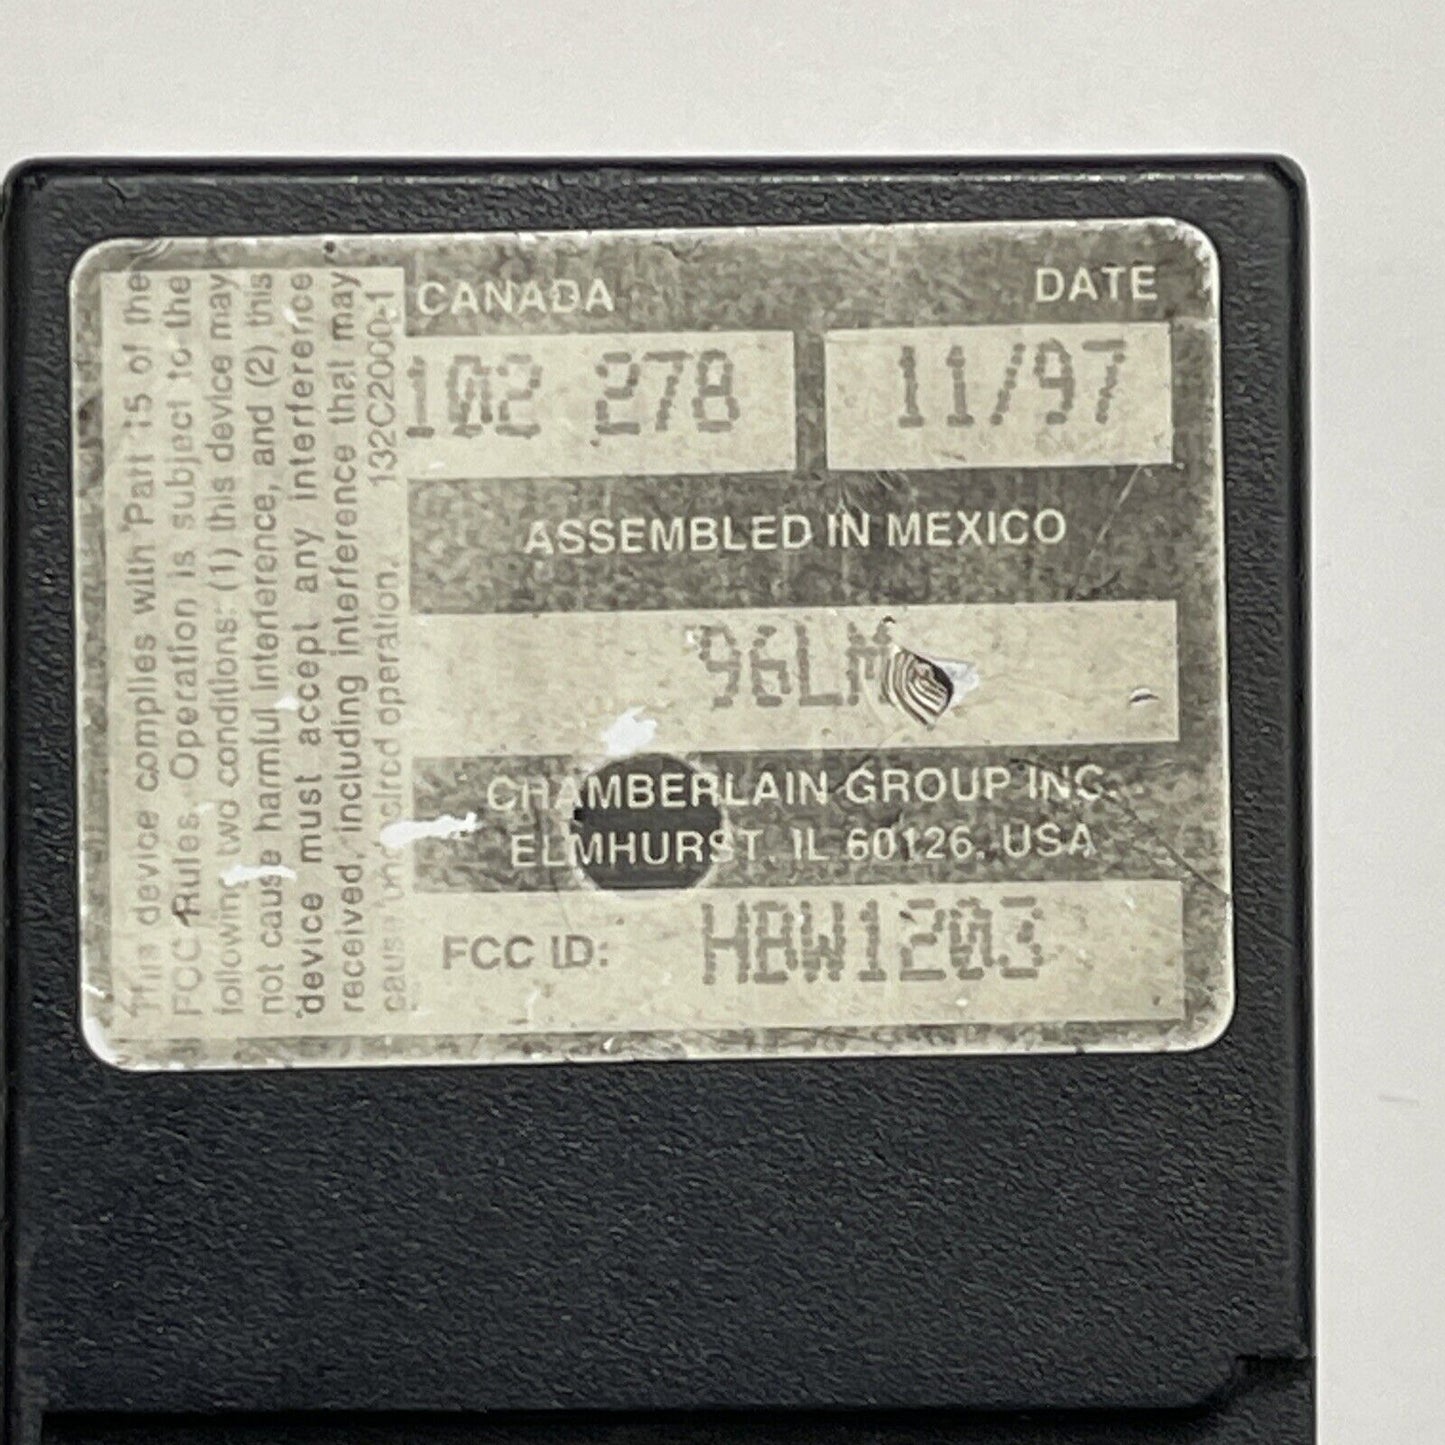 This device complies with Part 15 of the
FCC Rules. Operation is subject to the
following two conditions: (1) this device may
not cause harmful interference, and (2) this
device must accept any interference
received, including interference that may
operation. 132C2000-1
CANADA
102 278
DATE
11/97
ASSEMBLED IN MEXICO
96LM
CHAMBERLAIN GROUP INC.
ELMHURST, IL 60126, USA
FCC ID: HBW1203